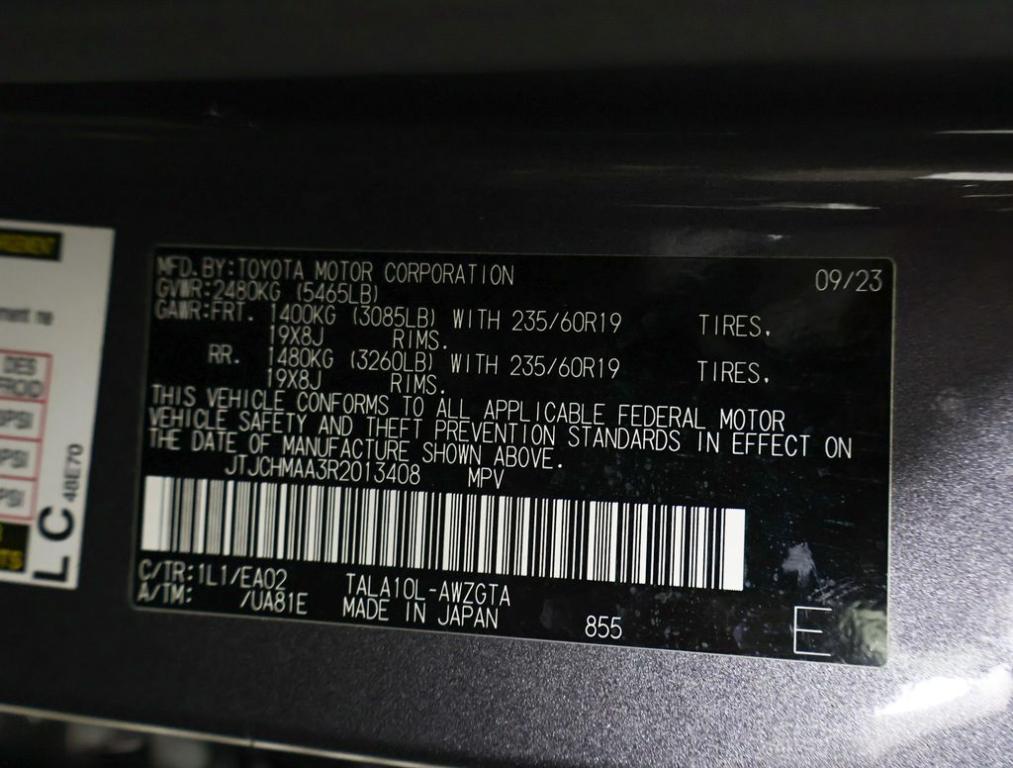 MFD. BY:TOYOTA MOTOR CORPORATION 09/23
GVWR:2480KG (5465LB)
GAWR:FRT. 1400KG (3085LB) WITH 235/60R19 TIRES,
19X8J RIMS.
RR. 1480KG (3260LB) WITH 235/60R19 TIRES,
19X8J RIMS.
THIS VEHICLE CONFORMS TO ALL APPLICABLE FEDERAL MOTOR
VEHICLE SAFETY AND THEFT PREVENTION STANDARDS IN EFFECT ON
THE DATE OF MANUFACTURE SHOWN ABOVE.
JTJCHMAA3R2013408 MPV
C/TR:1L1/EA02 TALA10L-AWZGTA
A/TM: /UA81E MADE IN JAPAN 855 E
DES
FROID
PSI
PSI
PSI
LC 48E70